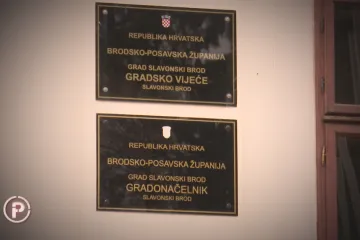 REPUBLIKA HRVATSKA
BRODSKO-POSAVSKA ŽUPANIJA
GRAD SLAVONSKI BROD
GRADSKO VIJEĆE
SLAVONSKI BROD
REPUBLIKA HRVATSKA
BRODSKO-POSAVSKA ŽUPANIJA
GRAD SLAVONSKI BROD
GRADONAČELNIK
SLAVONSKI BROD
P